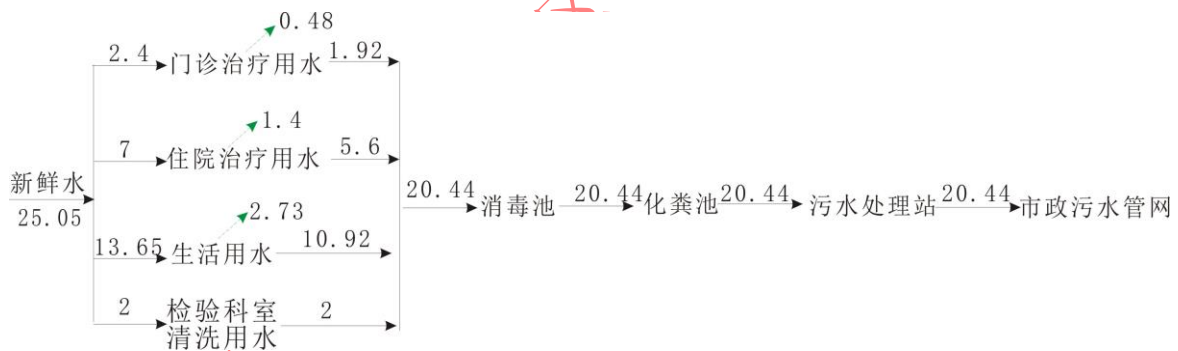 0.48
2.4 门诊治疗用水 1.92
1.4
7 住院治疗用水 5.6
新鲜水
25.05
2.73
13.65 生活用水 10.92
2 检验科室
清洗用水 2
20.44 消毒池 20.44 化粪池 20.44 污水处理站 20.44 市政污水管网